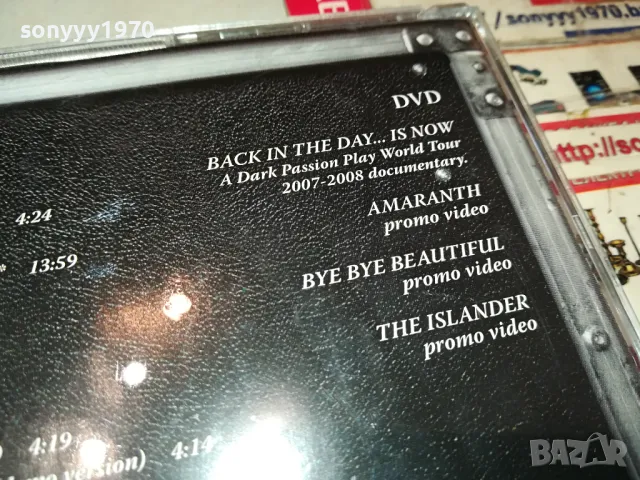 sonyyy1970
sonyyy1970.b
http://so
DVD
BACK IN THE DAY... IS NOW
A Dark Passion Play World Tour
2007-2008 documentary.
AMARANTH
promo video
BYE BYE BEAUTIFUL
promo video
THE ISLANDER
promo video
4:24
13:59
4:19
4:14
version)
BAZAR